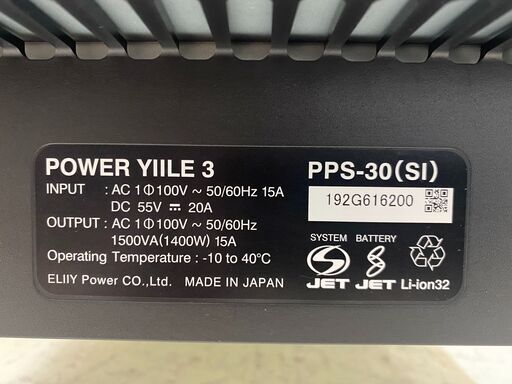 POWER YIILE 3
PPS-30(SI)
INPUT : AC 1Φ100V ~ 50/60Hz 15A
DC 55V ⎓ 20A
OUTPUT : AC 1Φ100V ~ 50/60Hz
1500VA(1400W) 15A
Operating Temperature : -10 to 40℃
ELIIY Power CO.,Ltd. MADE IN JAPAN
192G616200
SYSTEM BATTERY
JET JET Li-ion32